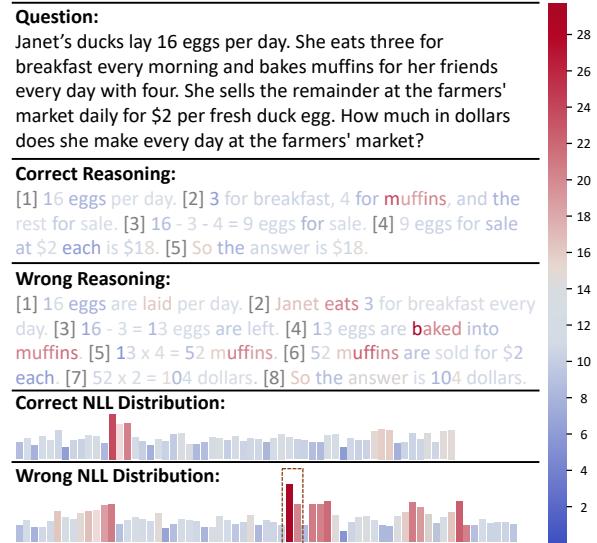 Question:
Janet's ducks lay 16 eggs per day. She eats three for
breakfast every morning and bakes muffins for her friends
every day with four. She sells the remainder at the farmers'
market daily for $2 per fresh duck egg. How much in dollars
does she make every day at the farmers' market?
Correct Reasoning:
[1] 16 eggs per day. [2] 3 for breakfast, 4 for muffins, and the
rest for sale. [3] 16 - 3 - 4 = 9 eggs for sale. [4] 9 eggs for sale
at $2 each is $18. [5] So the answer is $18.
Wrong Reasoning:
[1] 16 eggs are laid per day. [2] Janet eats 3 for breakfast every
day. [3] 16 - 3 = 13 eggs are left. [4] 13 eggs are baked into
muffins. [5] 13 x 4 = 52 muffins. [6] 52 muffins are sold for $2
each. [7] 52 x 2 = 104 dollars. [8] So the answer is 104 dollars.
Correct NLL Distribution:
Wrong NLL Distribution:
28
26
24
22
20
18
16
14
12
10
8
6
4
2